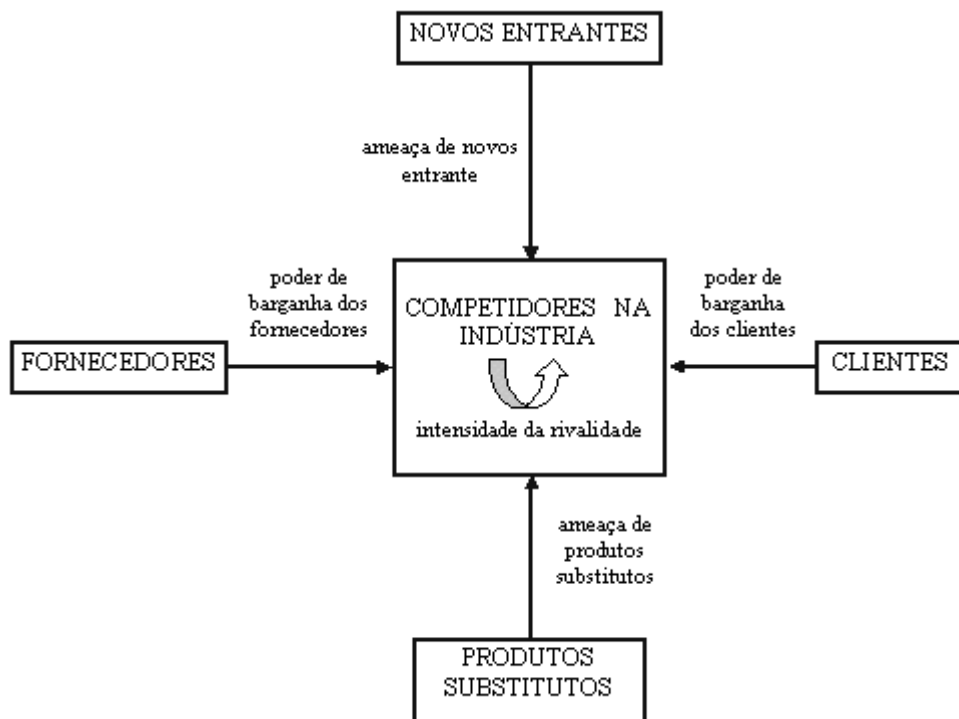 NOVOS ENTRANTES
ameaça de novos
entrante
poder de
barganha dos
fornecedores
FORNECEDORES
COMPETIDORES NA
INDÚSTRIA
intensidade da rivalidade
poder de
barganha
dos clientes
CLIENTES
ameaça de
produtos
substitutos
PRODUTOS
SUBSTITUTOS